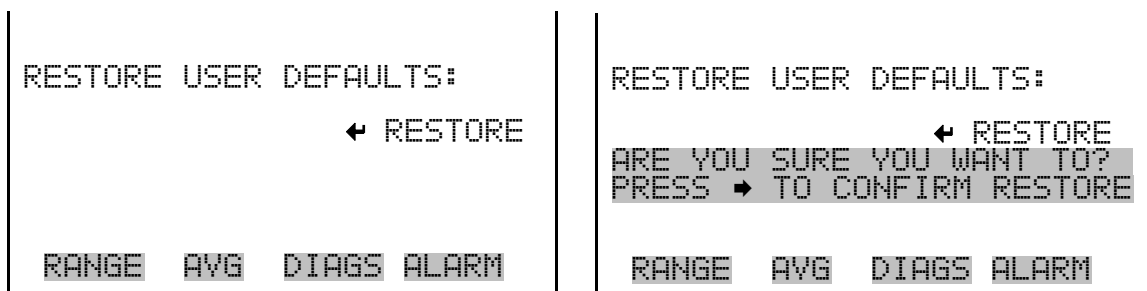 RESTORE USER DEFAULTS:
↵ RESTORE
RANGE AVG DIAGS ALARM
RESTORE USER DEFAULTS:
↵ RESTORE
ARE YOU SURE YOU WANT TO?
PRESS → TO CONFIRM RESTORE
RANGE AVG DIAGS ALARM